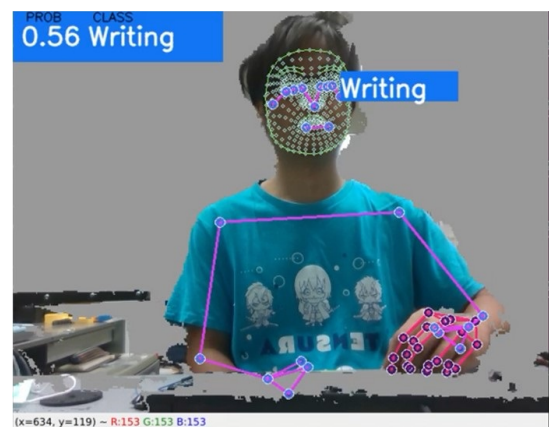 PROB CLASS
0.56 Writing
Writing
TENSURA
(x=634, y=119) ~ R:153 G:153 B:153